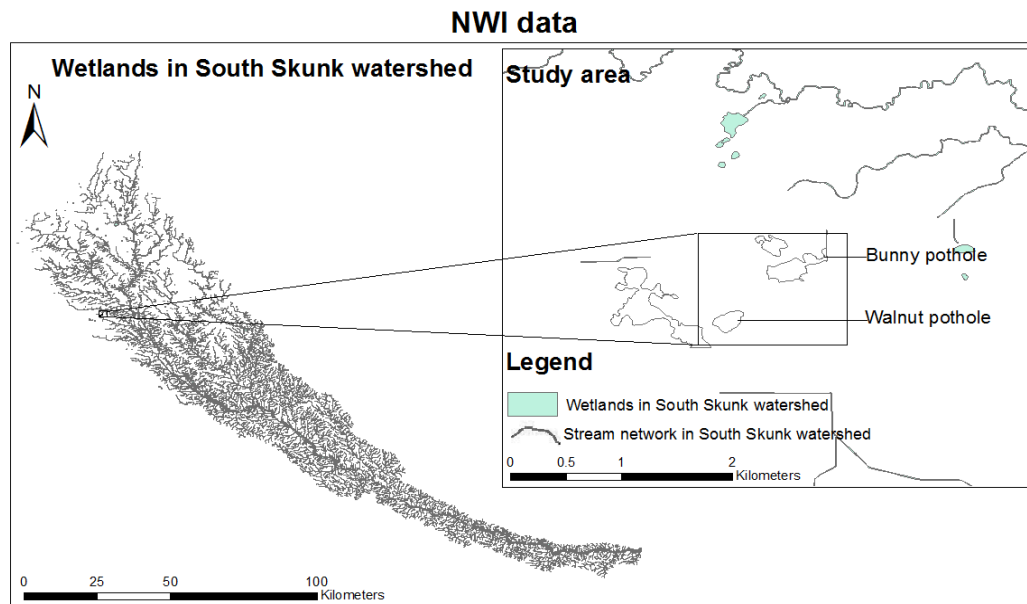 NWI data
Wetlands in South Skunk watershed
N
0 25 50 100
Kilometers
Study area
Bunny pothole
Walnut pothole
Legend
Wetlands in South Skunk watershed
Stream network in South Skunk watershed
0 0.5 1 2
Kilometers